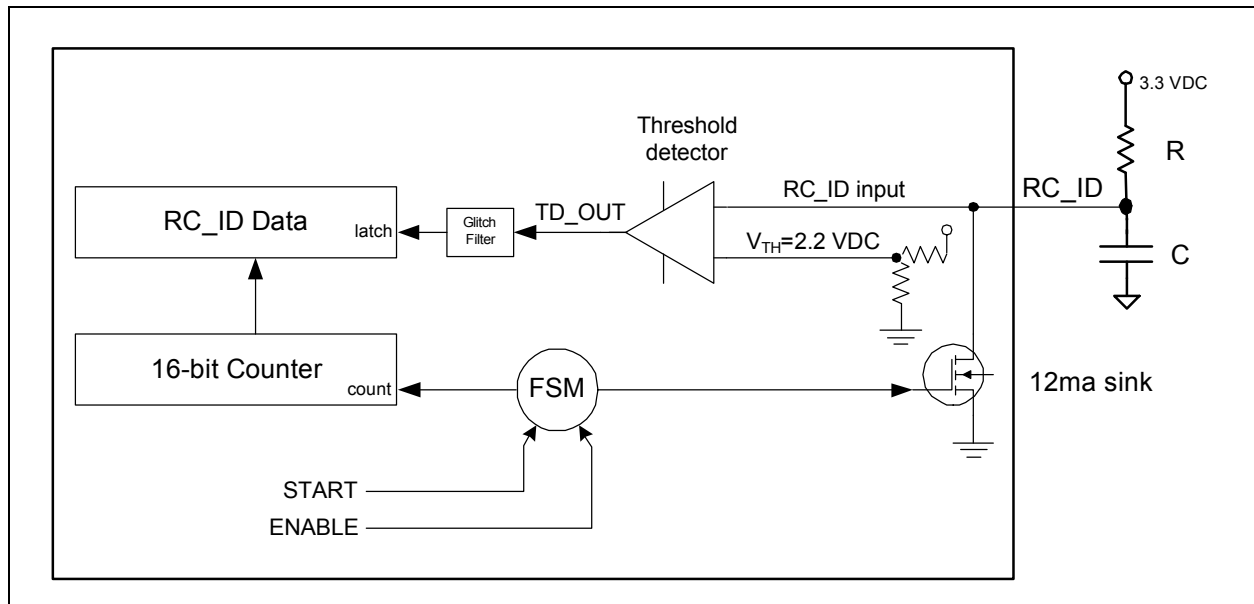 3.3 VDC
R
Threshold
detector
RC_ID input
RC_ID
RC_ID Data
latch
Glitch
Filter
TD_OUT
VTH=2.2 VDC
C
16-bit Counter
count
FSM
12ma sink
START
ENABLE